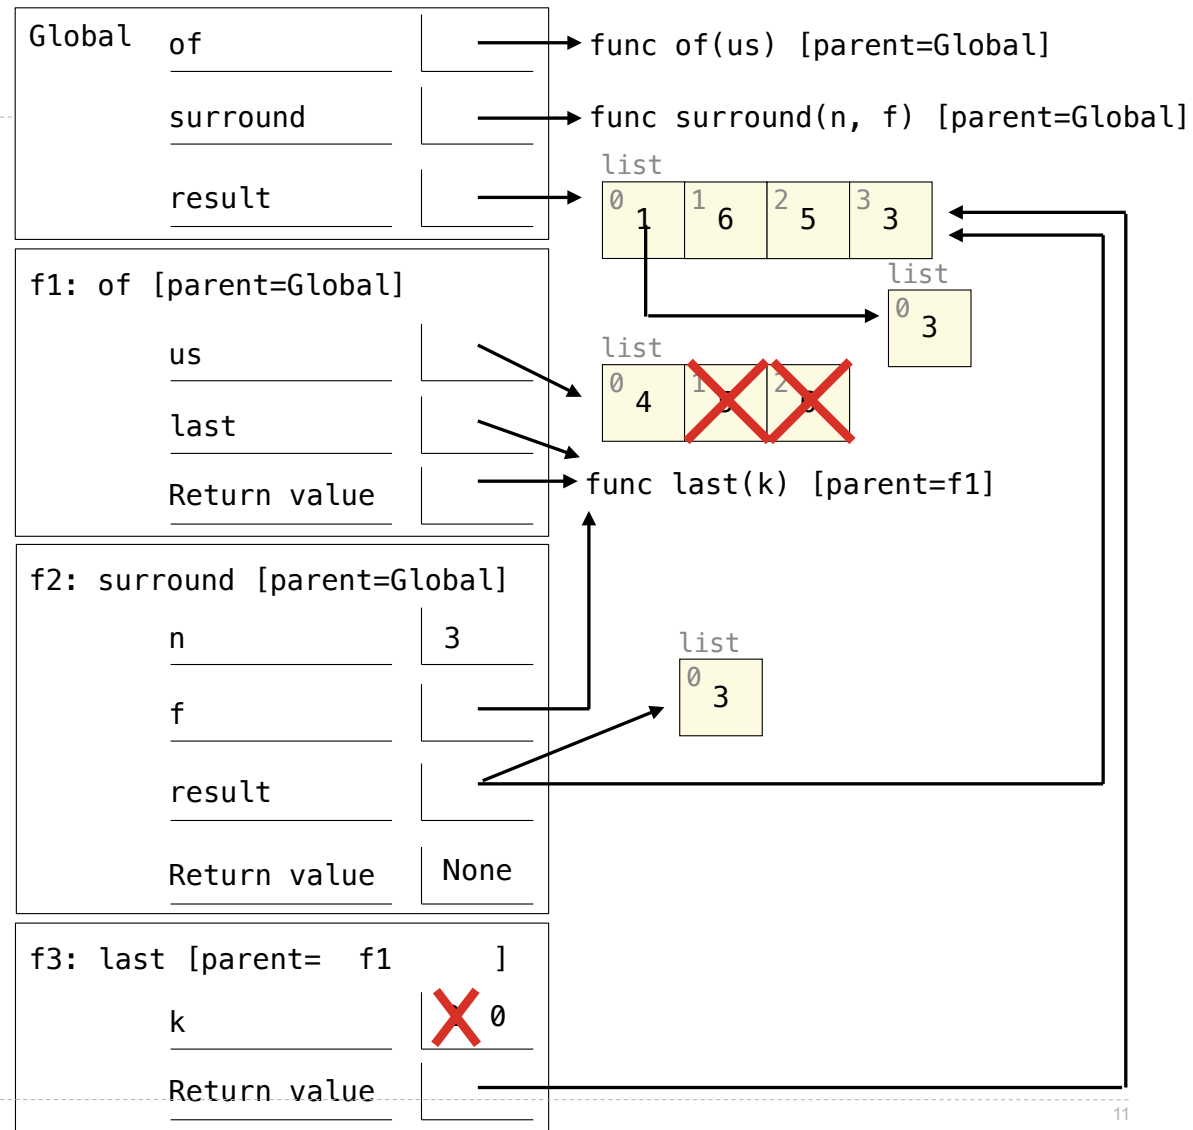 Global of func of(us) [parent=Global]
surround func surround(n, f) [parent=Global]
list
result 0 1 1 6 2 5 3 3
f1: of [parent=Global]
list
0 3
us
list
0 4 1 2
last
Return value func last(k) [parent=f1]
f2: surround [parent=Global]
n 3
list
0 3
f
result
Return value None
f3: last [parent= f1 ]
k 0
Return value
11